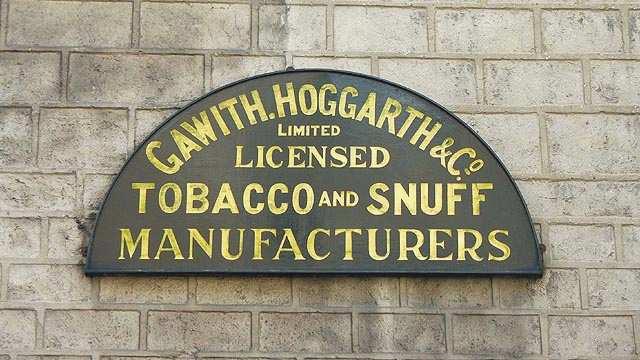 GAWITH. HOGGARTH & Co.
LIMITED
LICENSED
TOBACCO AND SNUFF
MANUFACTURERS